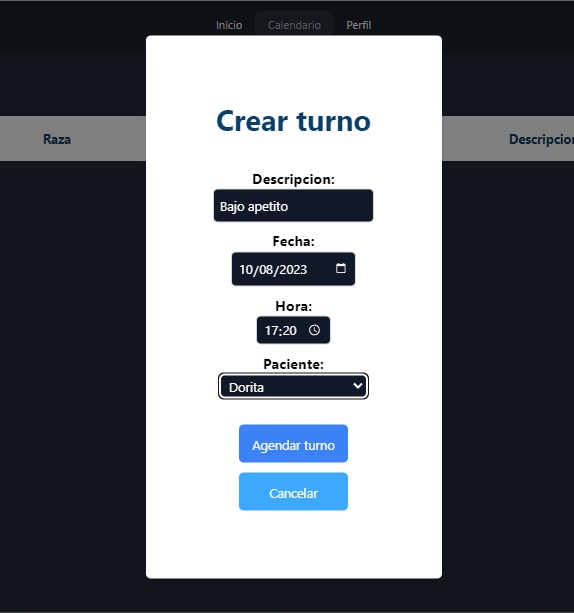 Inicio Calendario Perfil
Crear turno
Raza
Descripcion:
Bajo apetito
Fecha:
10/08/2023
Hora:
17:20
Paciente:
Dorita
Agendar turno
Cancelar